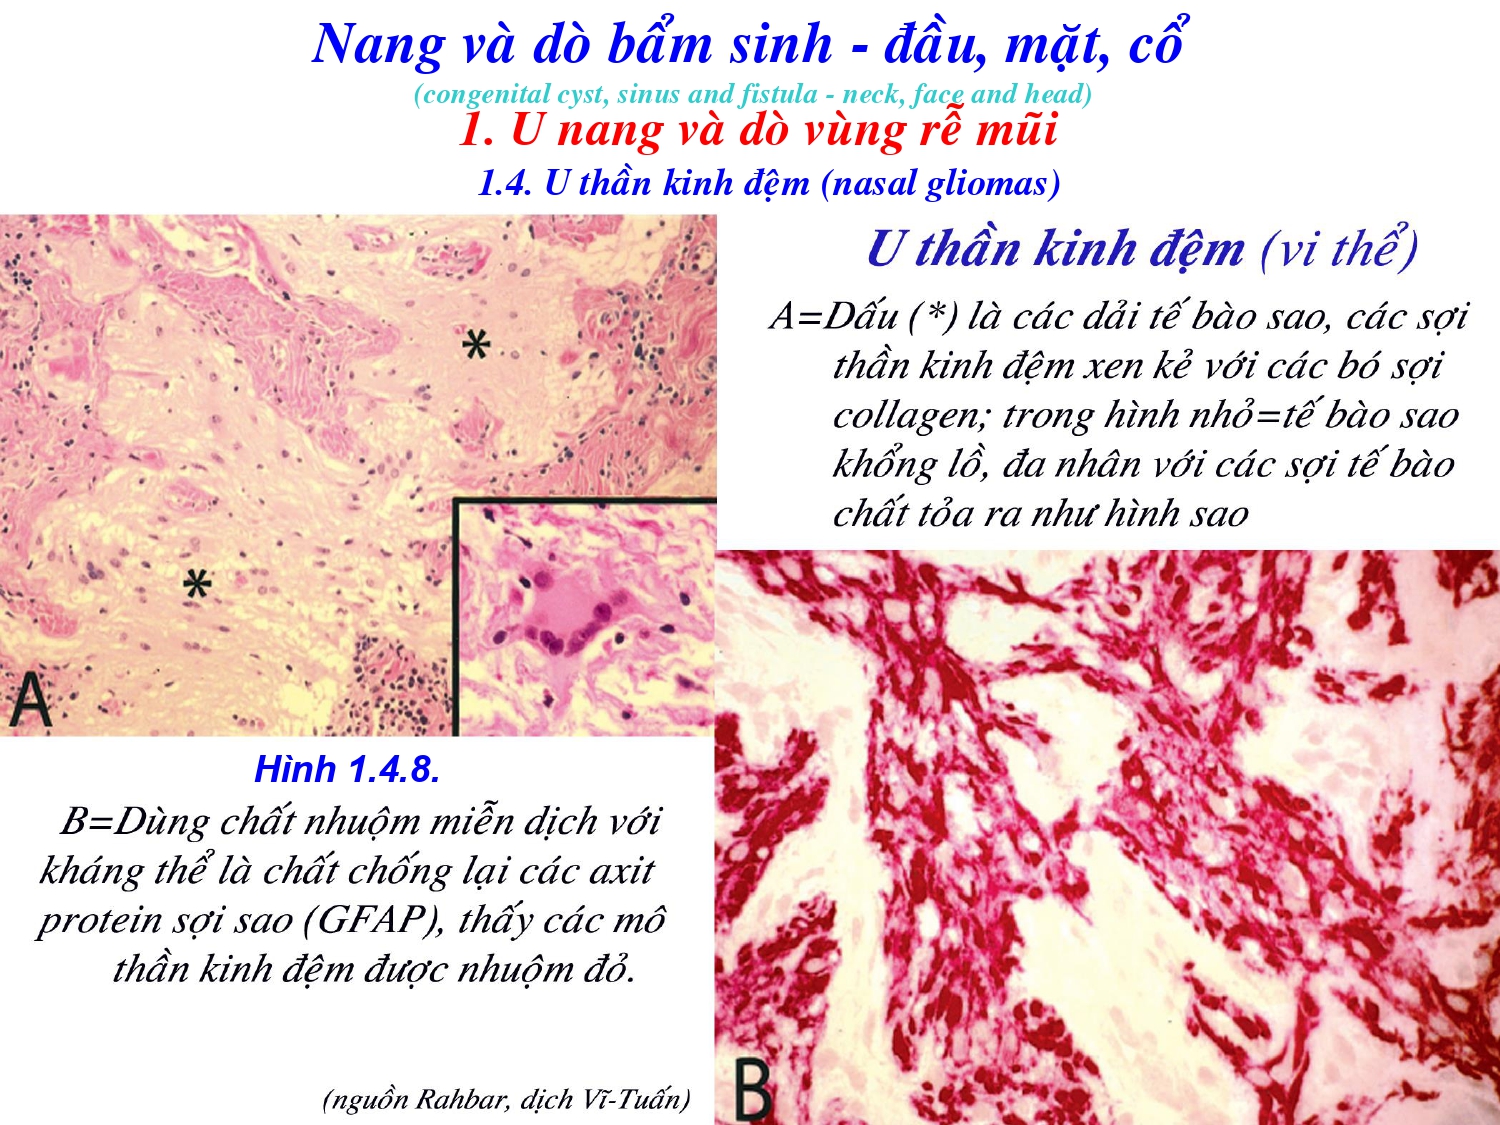 Nang và dò bẩm sinh - đầu, mặt, cổ
(congenital cyst, sinus and fistula - neck, face and head)
1. U nang và dò vùng rễ mũi
1.4. U thần kinh đệm (nasal gliomas)
U thần kinh đệm (vi thể)
A=Dấu (*) là các dải tế bào sao, các sợi
thần kinh đệm xen kẻ với các bó sợi
collagen; trong hình nhỏ=tế bào sao
khổng lồ, đa nhân với các sợi tế bào
chất tỏa ra như hình sao
*
*
A
Hình 1.4.8.
B=Dùng chất nhuộm miễn dịch với
kháng thể là chất chống lại các axit
protein sợi sao (GFAP), thấy các mô
thần kinh đệm được nhuộm đỏ.
(nguồn Rahbar, dịch Vĩ-Tuấn)
B